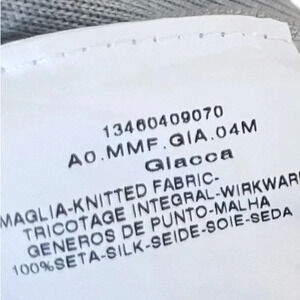 13460409070
A0.MMF.GIA.04M
Giacca
MAGLIA-KNITTED FABRIC-
TRICOTAGE INTEGRAL-WIRKWAR
GENEROS DE PUNTO-MALHA
100%SETA-SILK-SEIDE-SOIE-SEDA